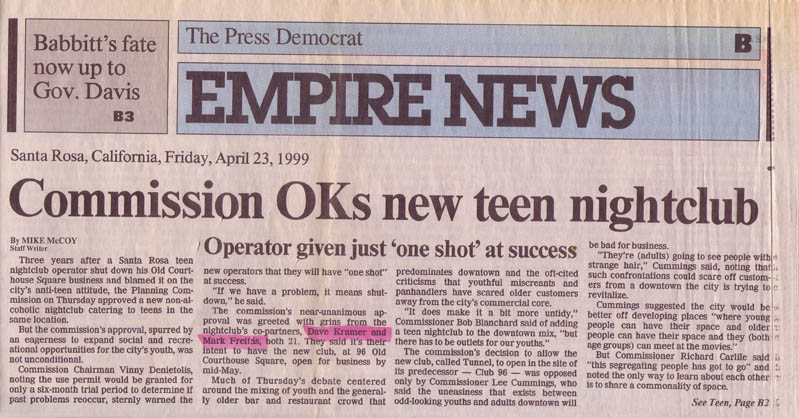 Babbitt's fate
now up to
Gov. Davis
B3
The Press Democrat
B
EMPIRE NEWS
Santa Rosa, California, Friday, April 23, 1999
Commission OKs new teen nightclub
By MIKE McCOY
Staff Writer
Three years after a Santa Rosa teen
nightclub operator shut down his Old Court-
house Square business and blamed it on the
city's anti-teen attitude, the Planning Com-
mission on Thursday approved a new non-al-
coholic nightclub catering to teens in the
same location.
But the commission's approval, spurred by
an eagerness to expand social and recre-
ational opportunities for the city's youth, was
not unconditional.
Commission Chairman Vinny Denietolis,
noting the use permit would be granted for
only a six-month trial period to determine if
past problems reoccur, sternly warned the
Operator given just 'one shot' at success
new operators that they will have "one shot"
at success.
"If we have a problem, it means shut-
down," he said.
The commission's near-unanimous ap-
proval was greeted with grins from the
nightclub's co-partners, Dave Kramer and
Mark Freitas, both 21. They said it's their
intent to have the new club, at 96 Old
Courthouse Square, open for business by
mid-May.
Much of Thursday's debate centered
around the mixing of youth and the general-
ly older bar and restaurant crowd that
predominates downtown and the oft-cited
criticisms that youthful miscreants and
panhandlers have scared older customers
away from the city's commercial core.
"It does make it a bit more untidy,"
Commissioner Bob Blanchard said of adding
a teen nightclub to the downtown mix, "but
there has to be outlets for our youths."
The commission's decision to allow the
new club, called Tunnel, to open in the site of
its predecessor — Club 96 — was opposed
only by Commissioner Lee Cummings, who
said the uneasiness that exists between
odd-looking youths and adults downtown will
be bad for business.
"They're (adults) going to see people with
strange hair," Cummings said, noting that
such confrontations could scare off custom-
ers from a downtown the city is trying to
revitalize.
Cummings suggested the city would be
better off developing places "where young
people can have their space and older
people can have their space and they (both
age groups) can meet at the movies."
But Commissioner Richard Carlile said
"this segregating people has got to go" and
noted the only way to learn about each other
is to share a commonality of space.
See Teen, Page B2